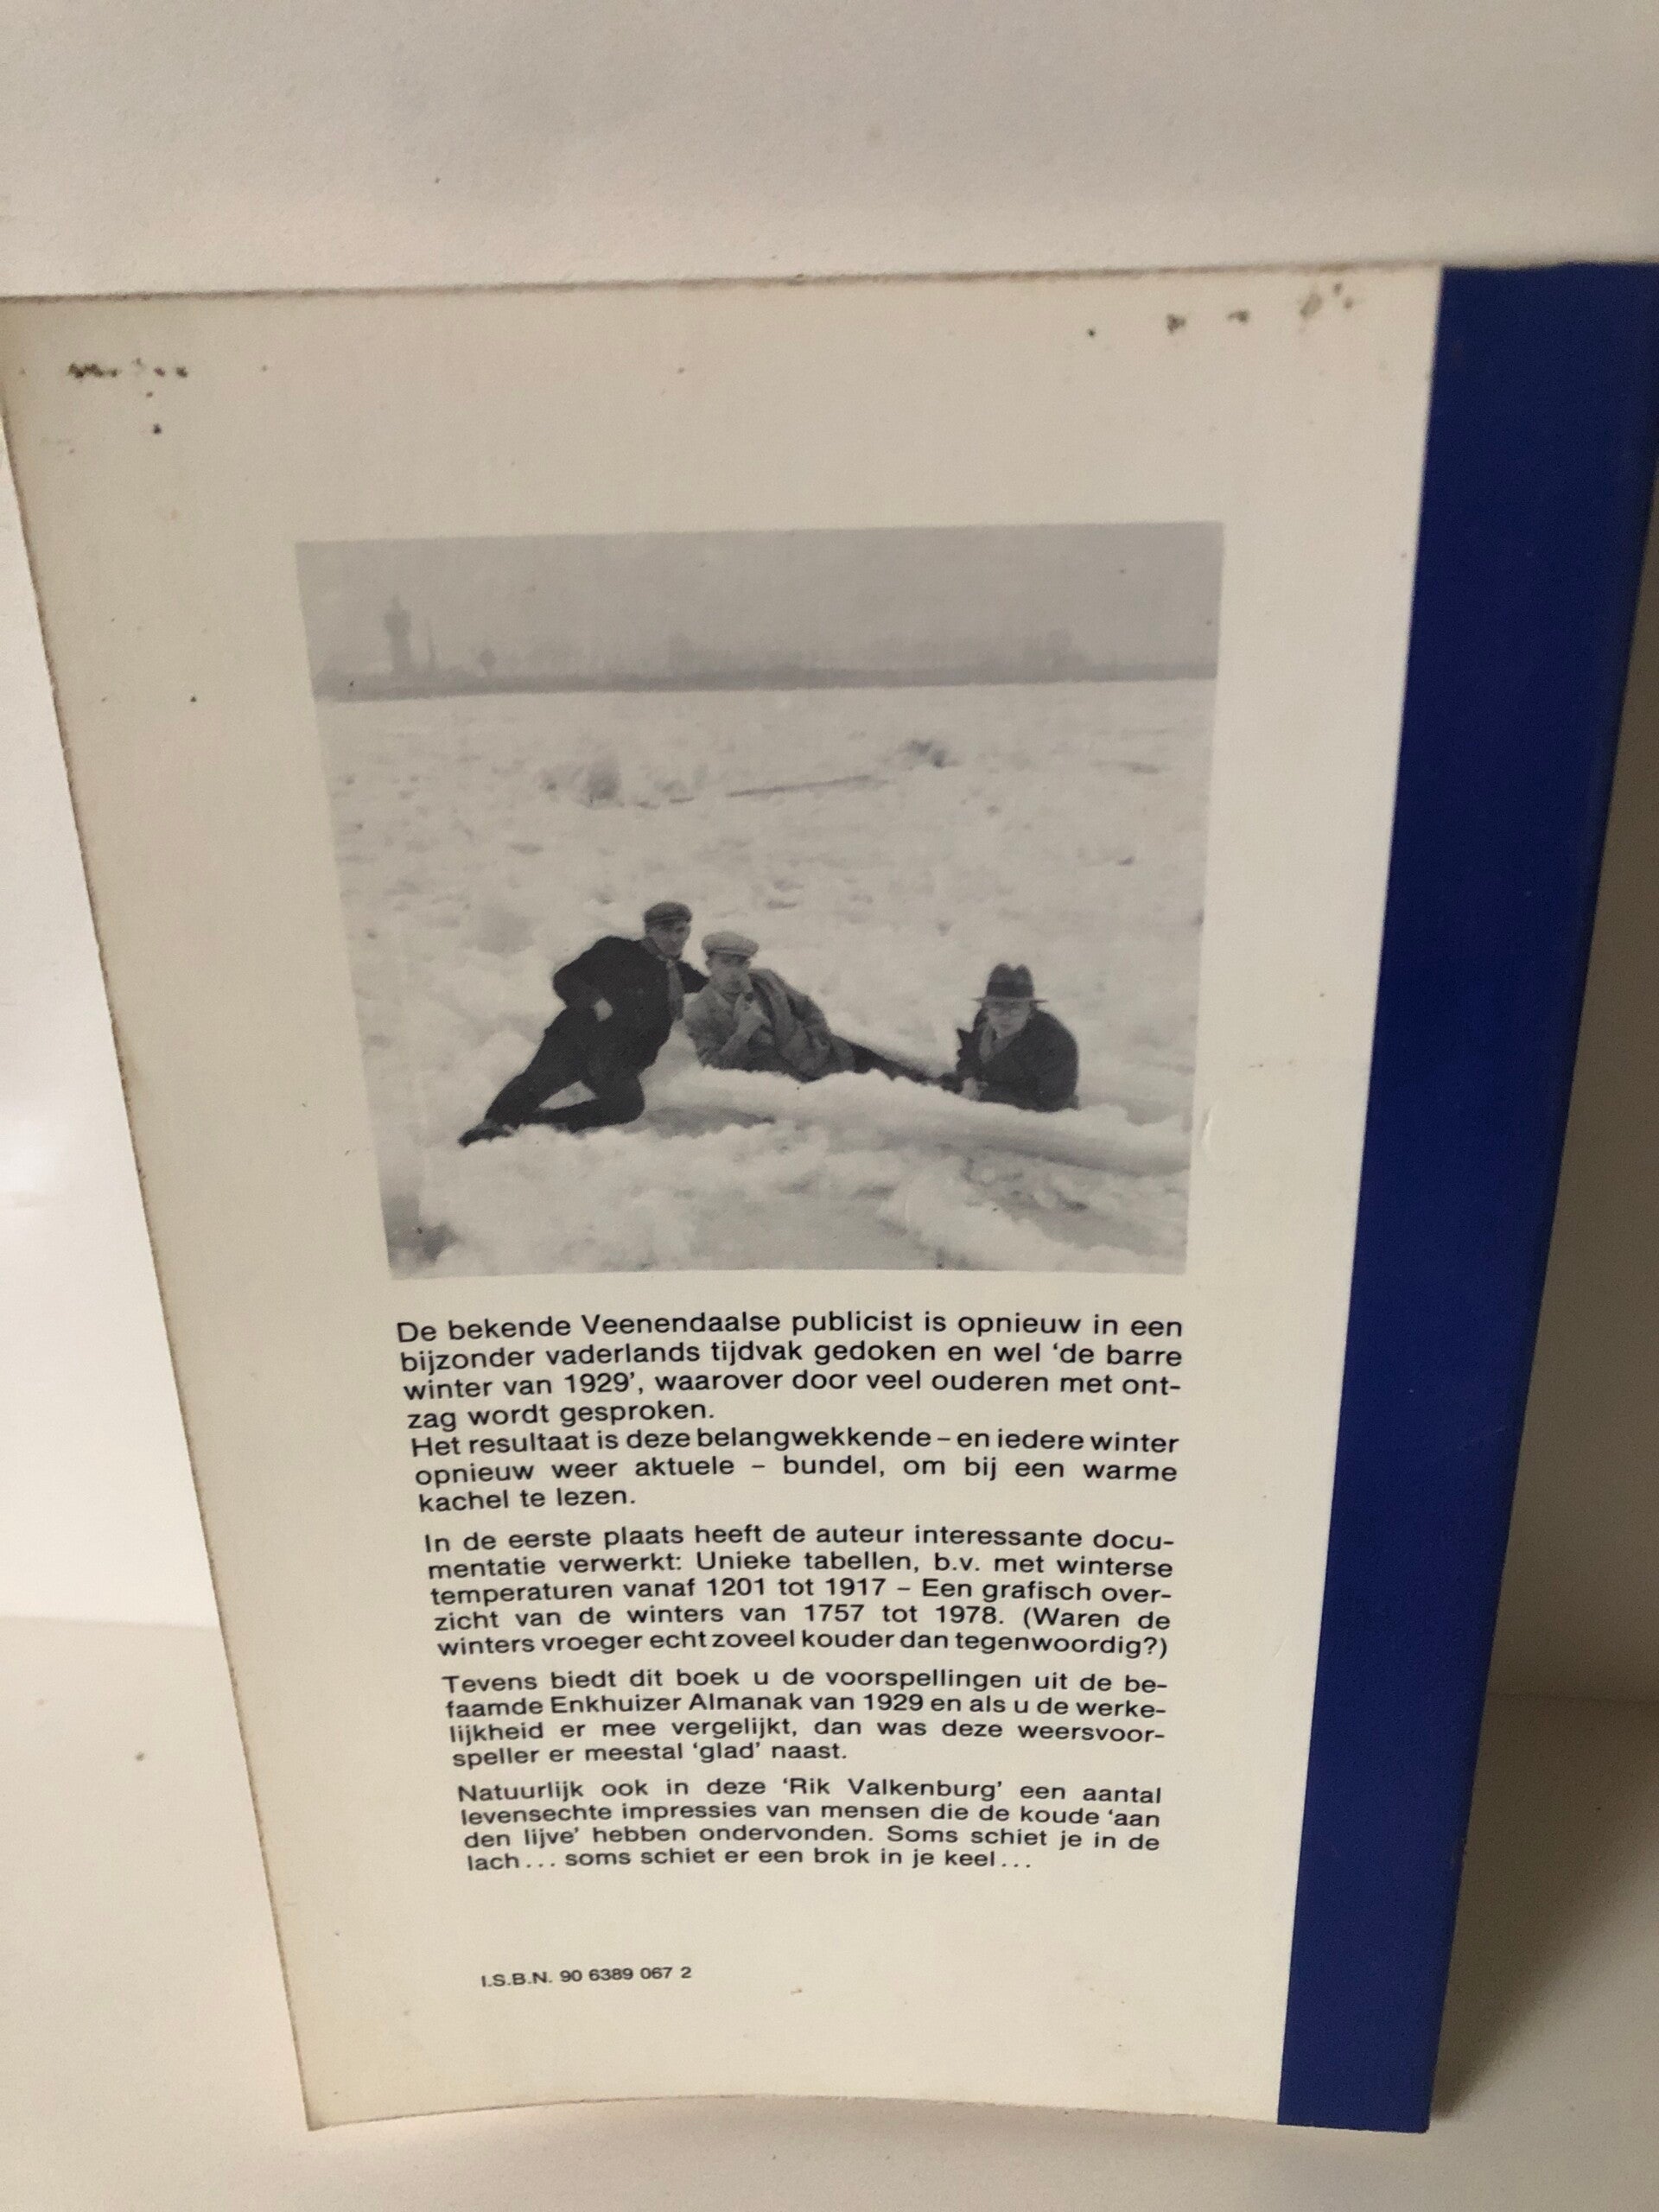 De bekende Veenendaalse publicist is opnieuw in een
bijzonder vaderlands tijdvak gedoken en wel ‘de barre
winter van 1929’, waarover door veel ouderen met ont-
zag wordt gesproken.
Het resultaat is deze belangwekkende – en iedere winter
opnieuw weer aktuele – bundel, om bij een warme
kachel te lezen.
In de eerste plaats heeft de auteur interessante docu-
mentatie verwerkt: Unieke tabellen, b.v. met winterse
temperaturen vanaf 1201 tot 1917 – Een grafisch over-
zicht van de winters van 1757 tot 1978. (Waren de
winters vroeger echt zoveel kouder dan tegenwoordig?)
Tevens biedt dit boek u de voorspellingen uit de be-
faamde Enkhuizer Almanak van 1929 en als u de werke-
lijkheid er mee vergelijkt, dan was deze weersvoor-
speller er meestal ‘glad’ naast.
Natuurlijk ook in deze ‘Rik Valkenburg’ een aantal
levensechte impressies van mensen die de koude ‘aan
den lijve’ hebben ondervonden. Soms schiet je in de
lach... soms schiet er een brok in je keel...
I.S.B.N. 90 6389 067 2